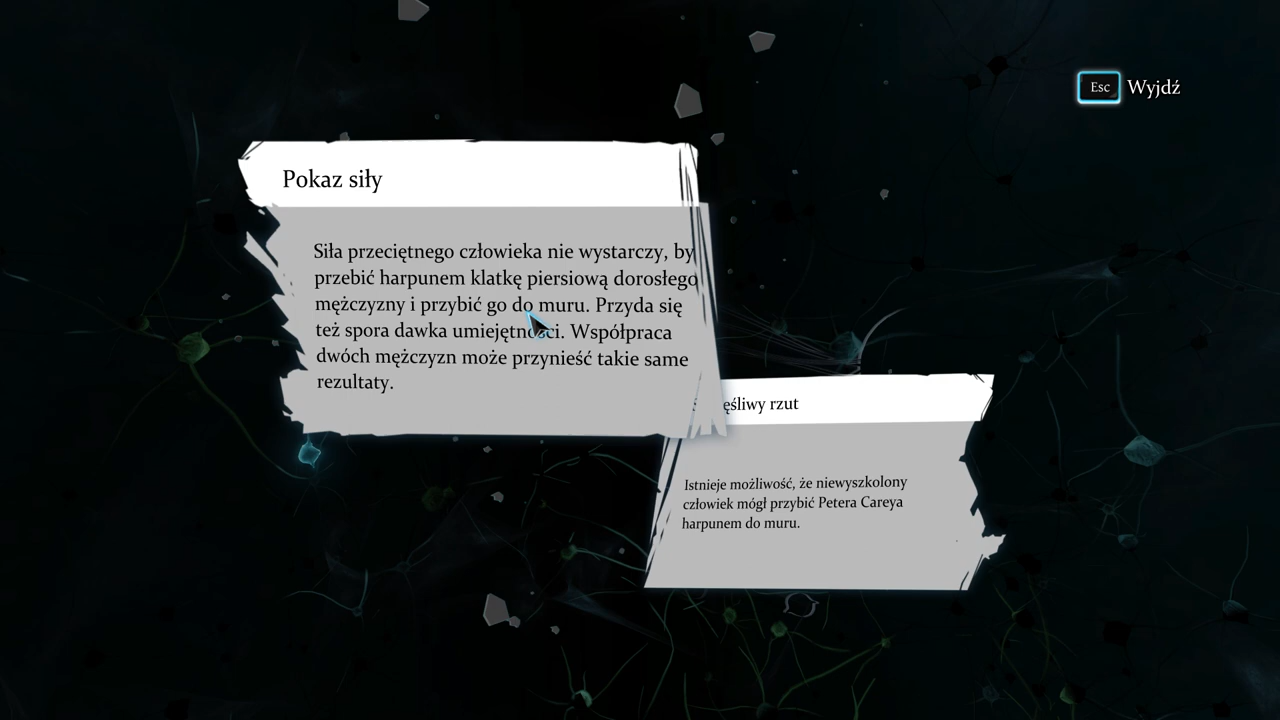 Esc Wyjdź
Pokaz siły
Siła przeciętnego człowieka nie wystarczy, by
przebić harpunem klatkę piersiową dorosłego
mężczyzny i przybić go do muru. Przyda się
też spora dawka umiejętności. Współpraca
dwóch mężczyzn może przynieść takie same
rezultaty.
rzut
Istnieje możliwość, że niewyszkolony
człowiek mógł przybić Petera Careya
harpunem do muru.